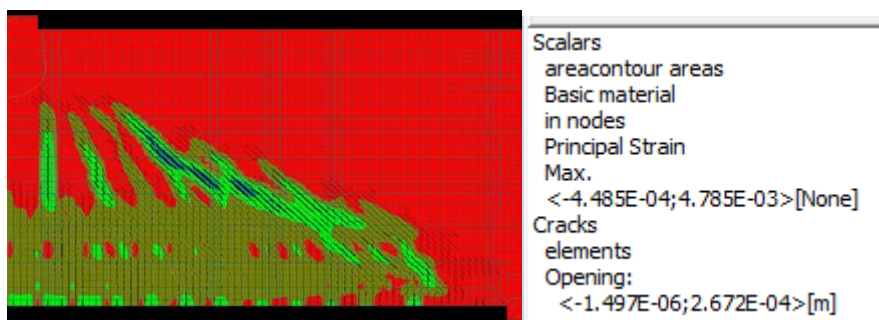 Scalars
areacontour areas
Basic material
in nodes
Principal Strain
Max.
<-4.485E-04;4.785E-03>[None]
Cracks
elements
Opening:
<-1.497E-06;2.672E-04>[m]